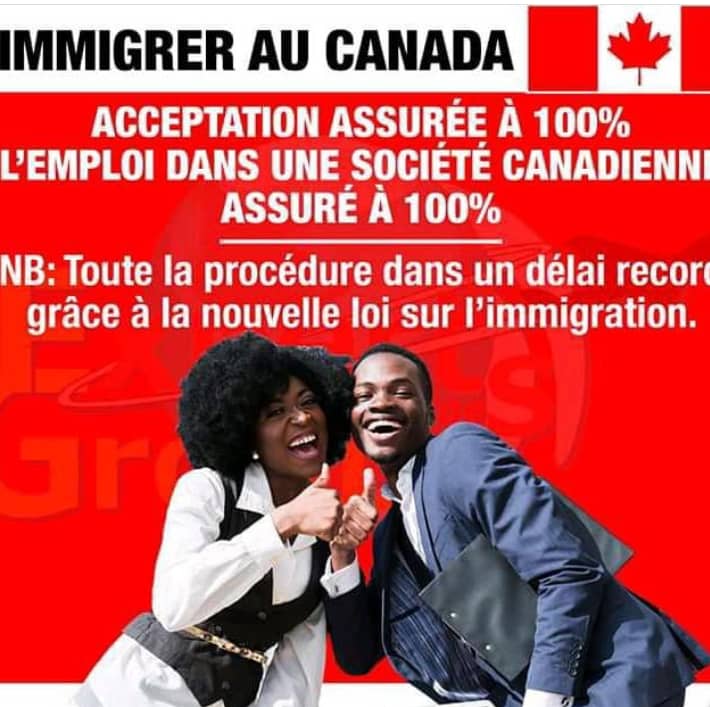 IMMIGRER AU CANADA
ACCEPTATION ASSURÉE À 100%
L'EMPLOI DANS UNE SOCIÉTÉ CANADIENN
ASSURÉ À 100%
NB: Toute la procédure dans un délai recor
grâce à la nouvelle loi sur l'immigration.